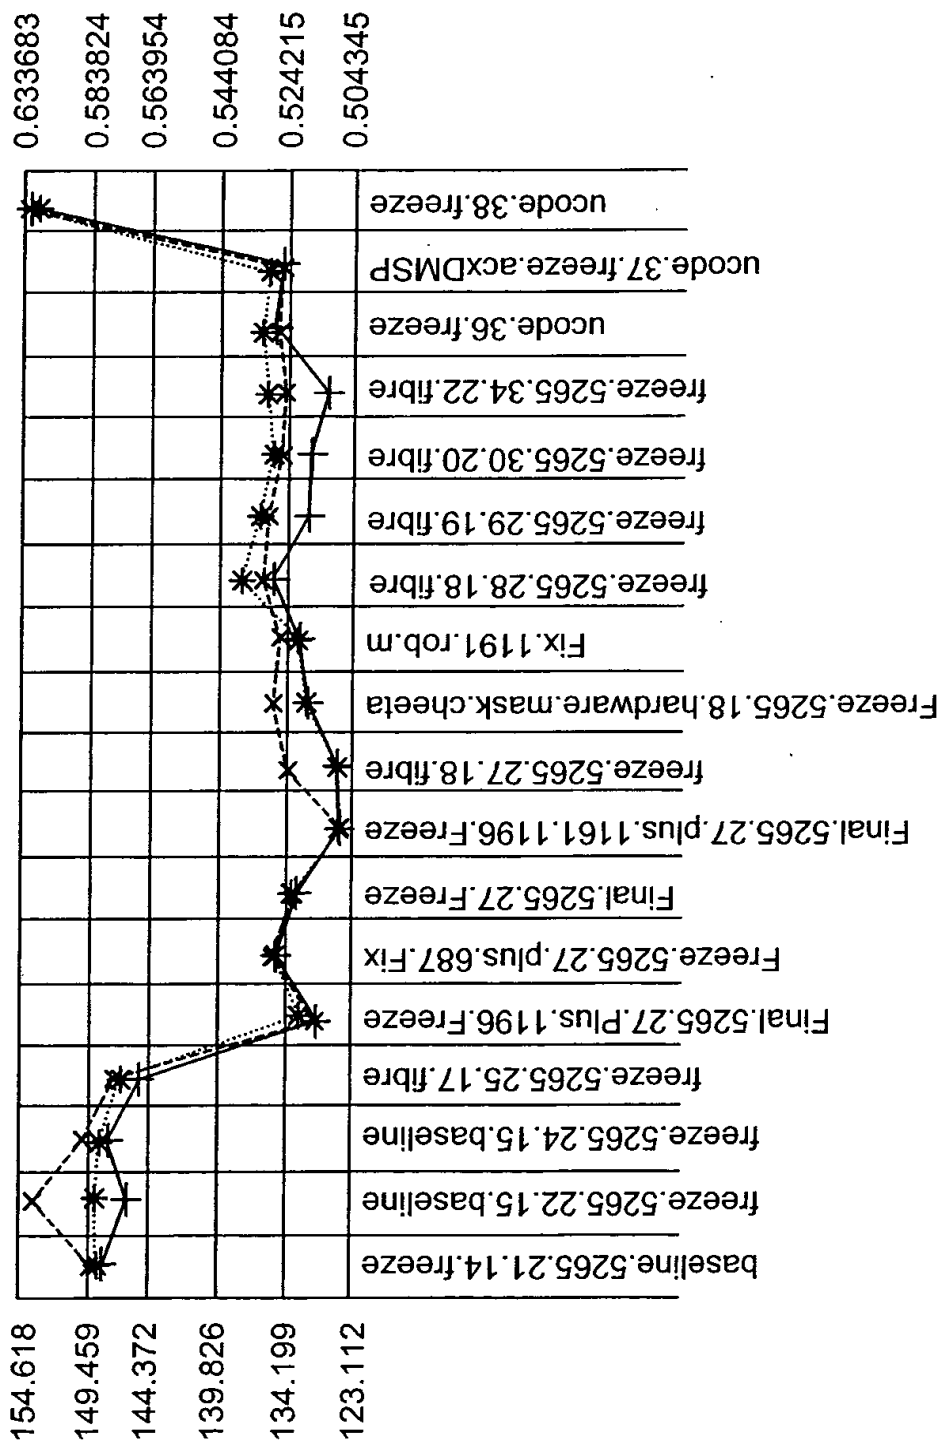 0.633683
0.583824
0.563954
0.544084
0.524215
0.504345
ucode.38.freeze
ucode.37.freeze.acxDMSP
ucode.36.freeze
freeze.5265.34.22.fibre
freeze.5265.30.20.fibre
freeze.5265.29.19.fibre
freeze.5265.28.18.fibre
Fix.1191.rob.m
Freeze.5265.18.hardware.mask.cheeta
freeze.5265.27.18.fibre
Final.5265.27.plus.1161.1196.Freeze
Final.5265.27.Freeze
Freeze.5265.27.plus.687.Fix
Final.5265.27.Plus.1196.Freeze
freeze.5265.25.17.fibre
freeze.5265.24.15.baseline
freeze.5265.22.15.baseline
baseline.5265.21.14.freeze
154.618
149.459
144.372
139.826
134.199
123.112